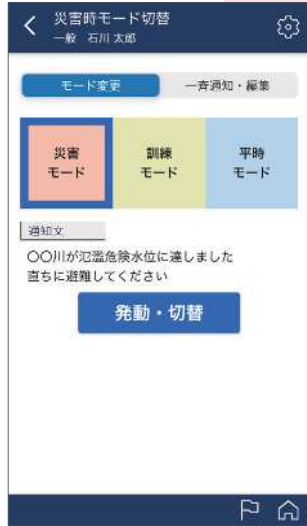 災害時モード切替
一般 石川 太郎
モード変更
一斉通知・編集
災害
モード
訓練
モード
平時
モード
通知文
〇〇川が氾濫危険水位に達しました
直ちに避難してください
発動・切替